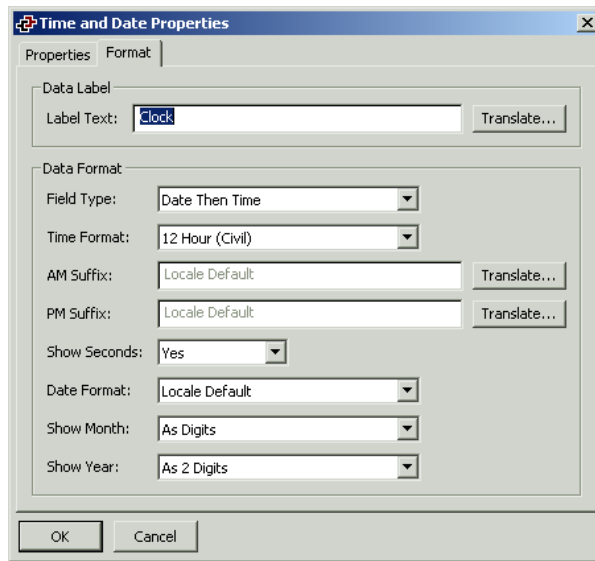 Time and Date Properties
Properties Format
Data Label
Label Text: Clock Translate...
Data Format
Field Type: Date Then Time
Time Format: 12 Hour (Civil)
AM Suffix: Locale Default Translate...
PM Suffix: Locale Default Translate...
Show Seconds: Yes
Date Format: Locale Default
Show Month: As Digits
Show Year: As 2 Digits
OK Cancel